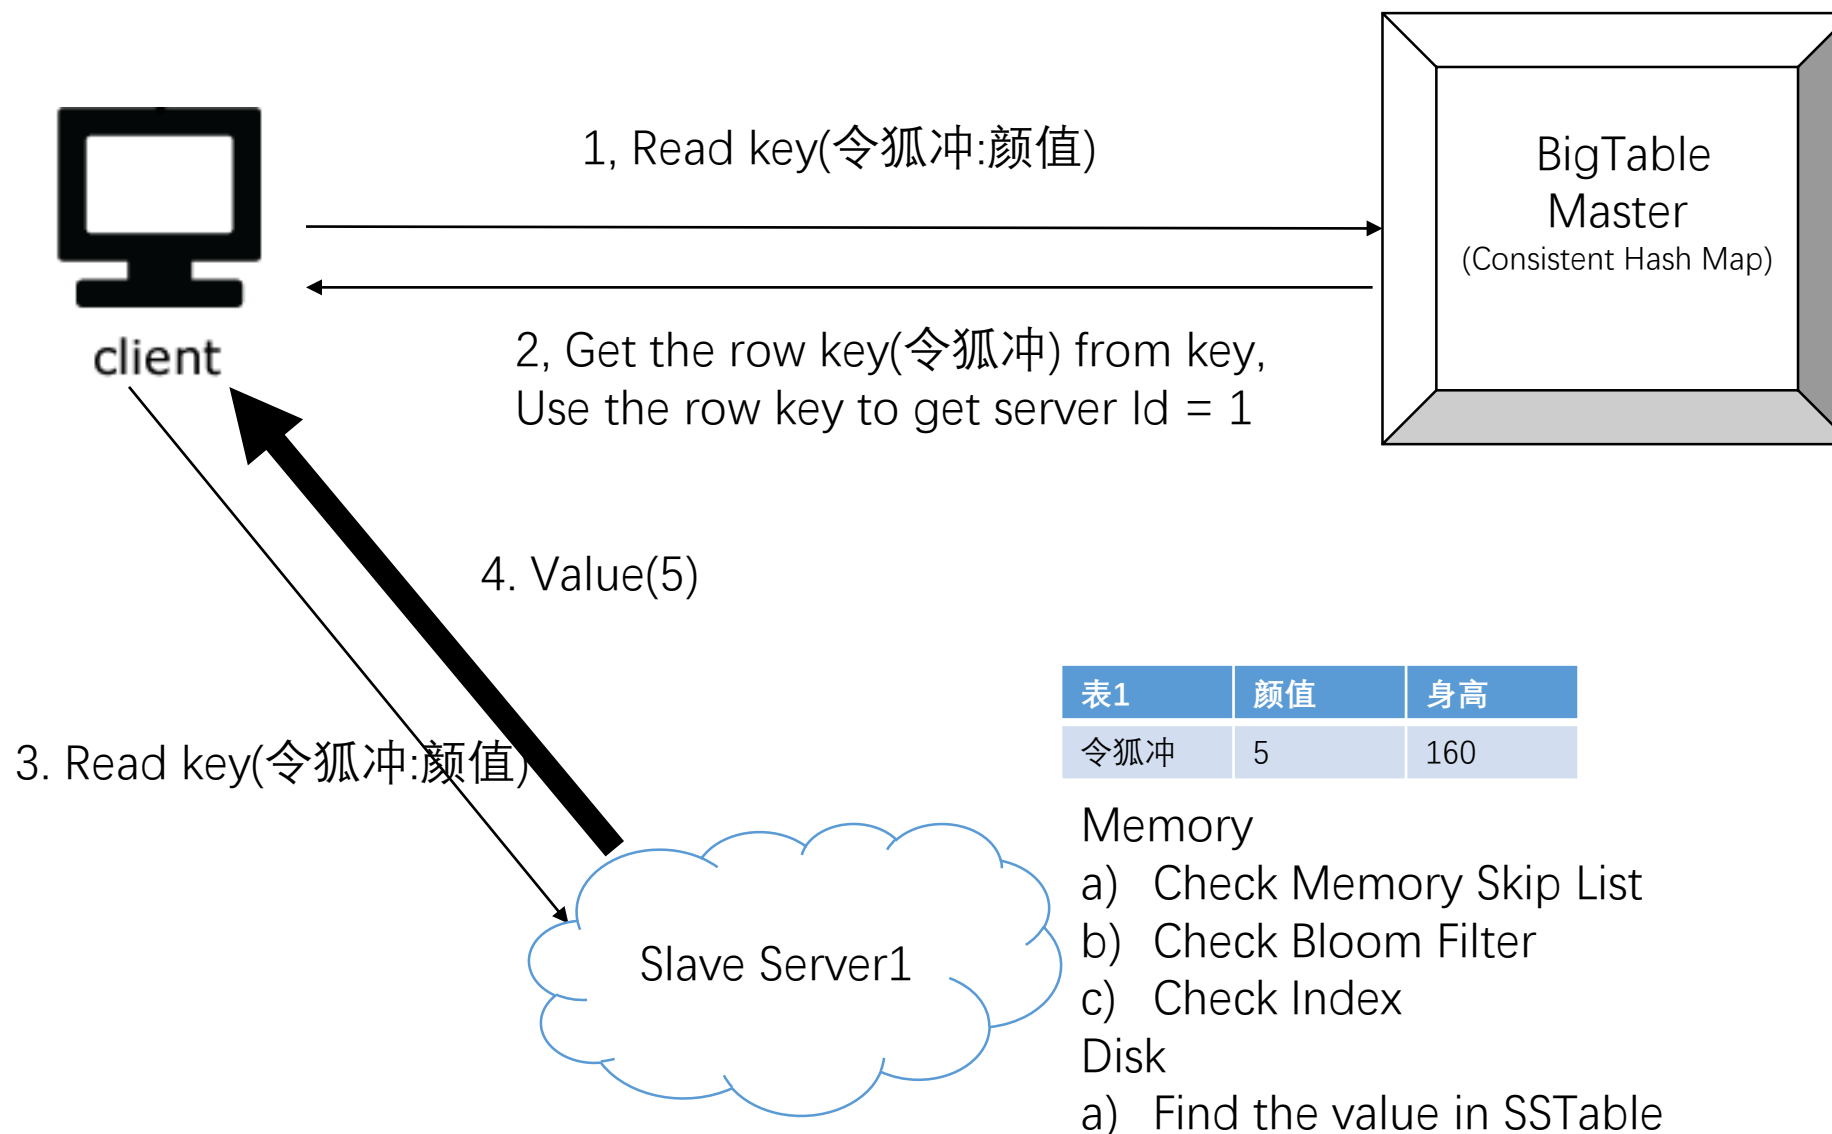 1, Read key(令狐冲:颜值)
BigTable
Master
(Consistent Hash Map)
client
2, Get the row key(令狐冲) from key,
Use the row key to get server Id = 1
4. Value(5)
3. Read key(令狐冲:颜值)
表1 颜值 身高
令狐冲 5 160
Slave Server1
Memory
a) Check Memory Skip List
b) Check Bloom Filter
c) Check Index
Disk
a) Find the value in SSTable